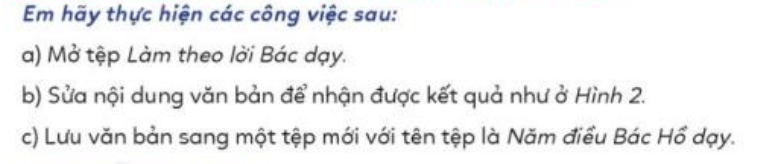 Em hãy thực hiện các công việc sau:
a) Mở tệp Làm theo lời Bác dạy.
b) Sửa nội dung văn bản để nhận được kết quả như ở Hình 2.
c) Lưu văn bản sang một tệp mới với tên tệp là Năm điều Bác Hồ dạy.